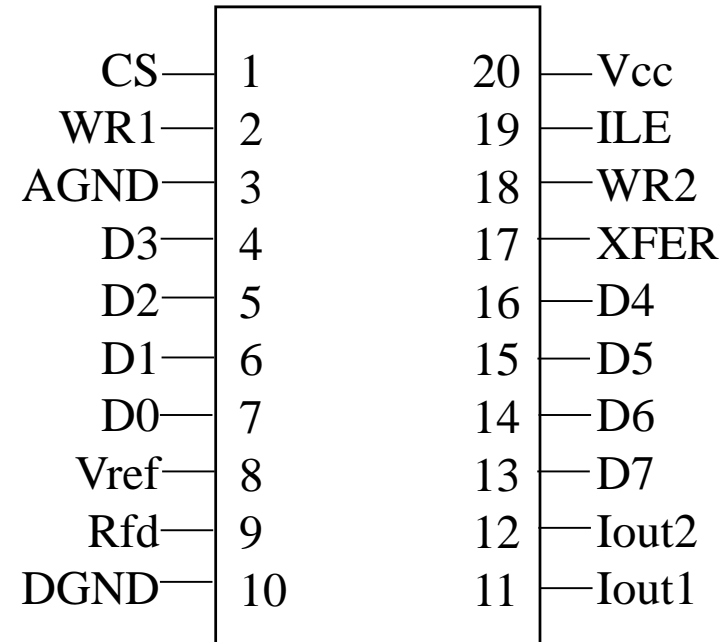 CS 1 20 Vcc
WR1 2 19 ILE
AGND 3 18 WR2
D3 4 17 XFER
D2 5 16 D4
D1 6 15 D5
D0 7 14 D6
Vref 8 13 D7
Rfd 9 12 Iout2
DGND 10 11 Iout1